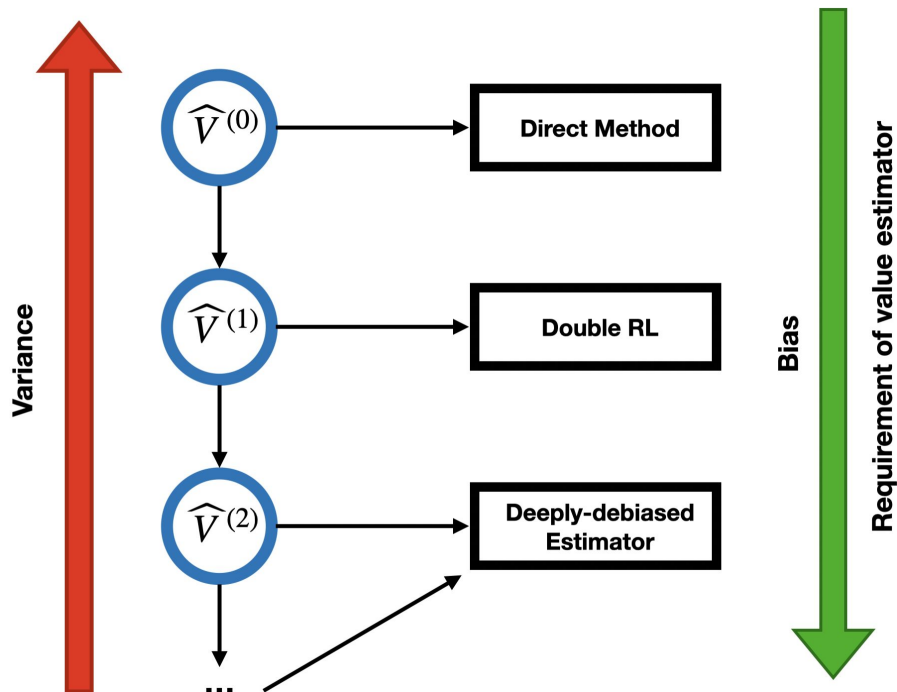 V̂(0)
Direct Method
V̂(1)
Double RL
V̂(2)
Deeply-debiased
Estimator
...
Variance
Bias
Requirement of value estimator